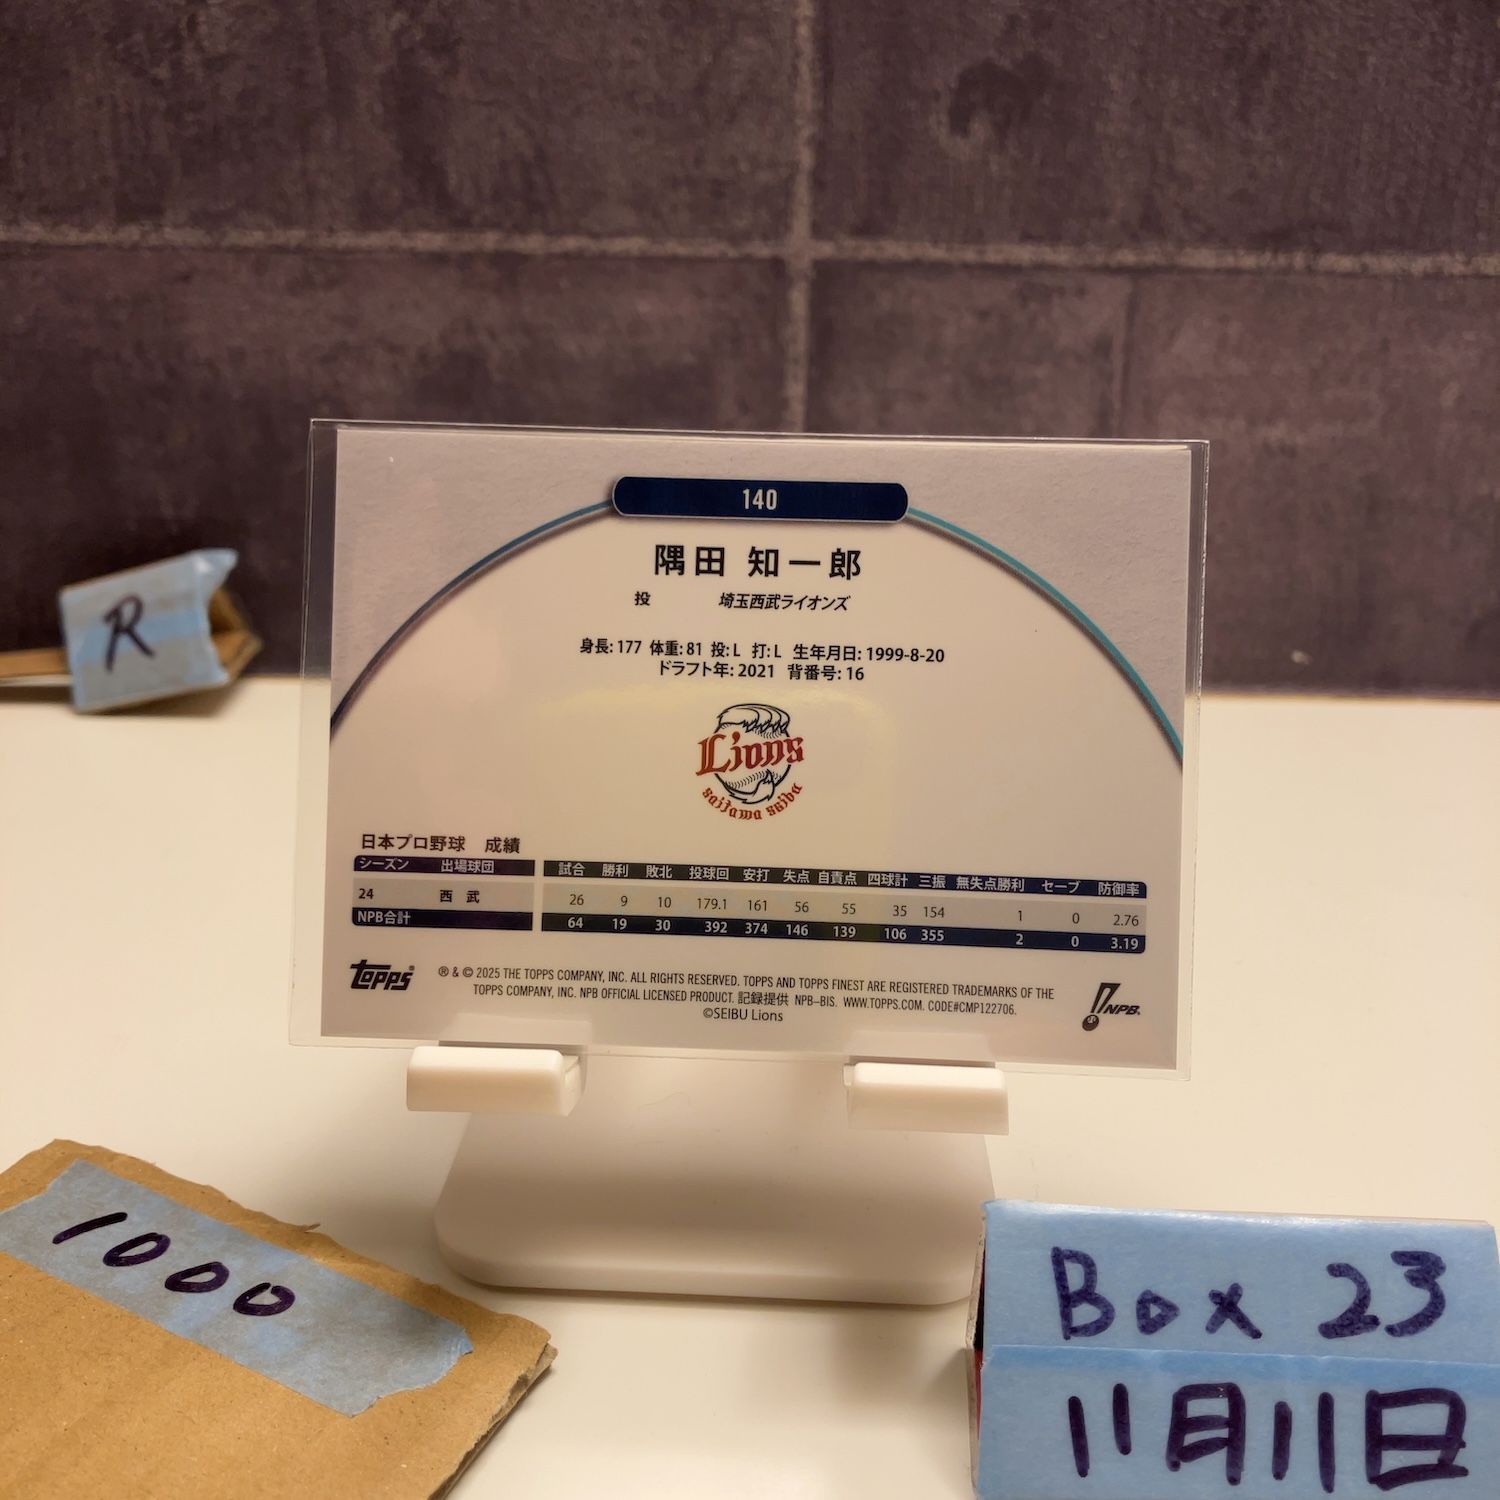 140
隅田 知一郎
投 埼玉西武ライオンズ
身長: 177 体重: 81 投: L 打: L 生年月日: 1999-8-20
ドラフト年: 2021 背番号: 16
Lions
saitama seibu
日本プロ野球 成績
シーズン 出場球団 試合 勝利 敗北 投球回 安打 失点 自責点 四球計 三振 無失点勝利 セーブ 防御率
24 西 武 26 9 10 179.1 161 56 55 35 154 1 0 2.76
NPB合計 64 19 30 392 374 146 139 106 355 2 0 3.19
topps®
® & © 2025 THE TOPPS COMPANY, INC. ALL RIGHTS RESERVED. TOPPS AND TOPPS FINEST ARE REGISTERED TRADEMARKS OF THE
TOPPS COMPANY, INC. NPB OFFICIAL LICENSED PRODUCT. 記録提供 NPB-BIS. WWW.TOPPS.COM. CODE#CMP122706.
©SEIBU Lions
NPB.
R
1000
Box 23
11月11日